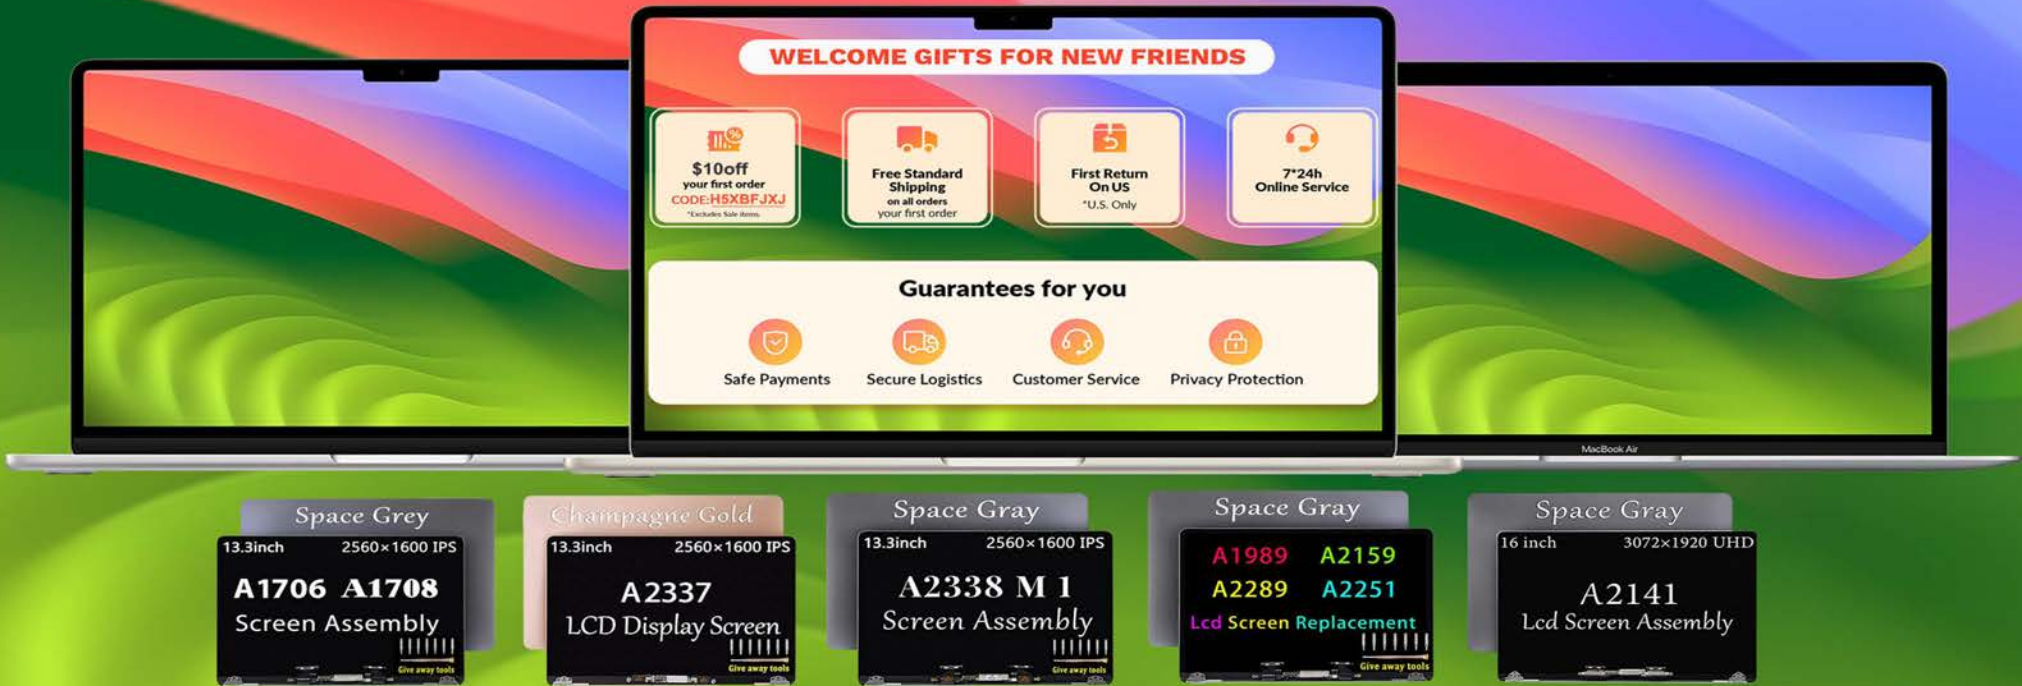 WELCOME GIFTS FOR NEW FRIENDS
$10off
your first order
CODE:H5XBFJXJ
*Excludes Sale items.
Free Standard
Shipping
on all orders
your first order
First Return
On US
*U.S. Only
7*24h
Online Service
Guarantees for you
Safe Payments
Secure Logistics
Customer Service
Privacy Protection
MacBook Air
Space Grey
13.3inch 2560×1600 IPS
A1706 A1708
Screen Assembly
Give away tools
Champagne Gold
13.3inch 2560×1600 IPS
A2337
LCD Display Screen
Give away tools
Space Gray
13.3inch 2560×1600 IPS
A2338 M 1
Screen Assembly
Give away tools
Space Gray
A1989 A2159
A2289 A2251
Lcd Screen Replacement
Give away tools
Space Gray
16 inch 3072×1920 UHD
A2141
Lcd Screen Assembly